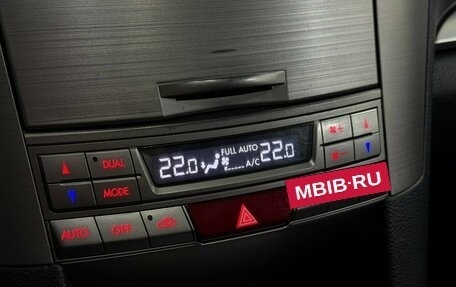 FULL AUTO
22.0
A/C
22.0
DUAL
MODE
AUTO
OFF
MBIB-RU